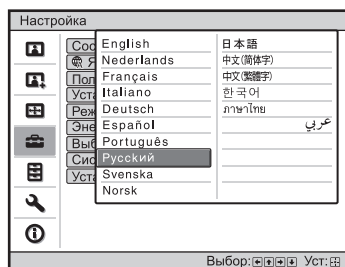 Настройка
English
Nederlands
Français
Italiano
Deutsch
Español
Português
Русский
Svenska
Norsk
日本語
中文(简体字)
中文(繁體字)
한국어
ภาษาไทย
عربي
Выбор: Уст: